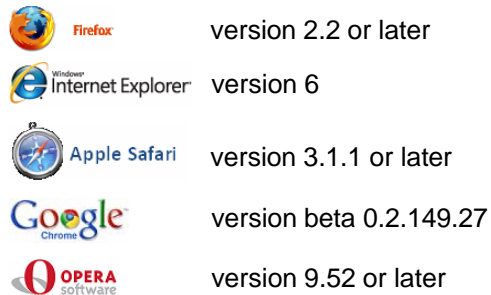 Firefox version 2.2 or later
Windows
Internet Explorer version 6
Apple Safari version 3.1.1 or later
Google
Chrome version beta 0.2.149.27
OPERA
software version 9.52 or later